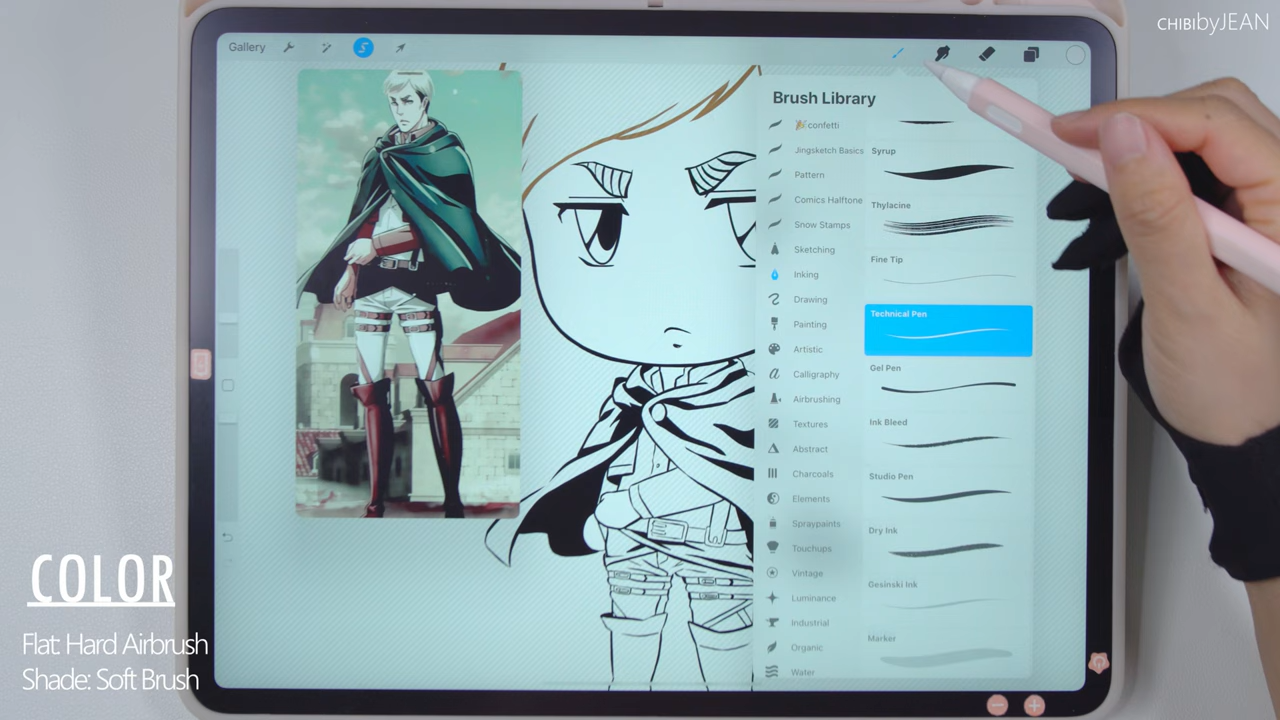 CHIBIbyJEAN
Gallery
Brush Library
confetti
Jingsketch Basics
Pattern
Comics Halftone
Snow Stamps
Sketching
Inking
Drawing
Painting
Artistic
Calligraphy
Airbrushing
Textures
Abstract
Charcoals
Elements
Spraypaints
Touchups
Vintage
Luminance
Industrial
Organic
Water
Syrup
Thylacine
Fine Tip
Technical Pen
Gel Pen
Ink Bleed
Studio Pen
Dry Ink
Gesinski Ink
Marker
COLOR
Flat: Hard Airbrush
Shade: Soft Brush